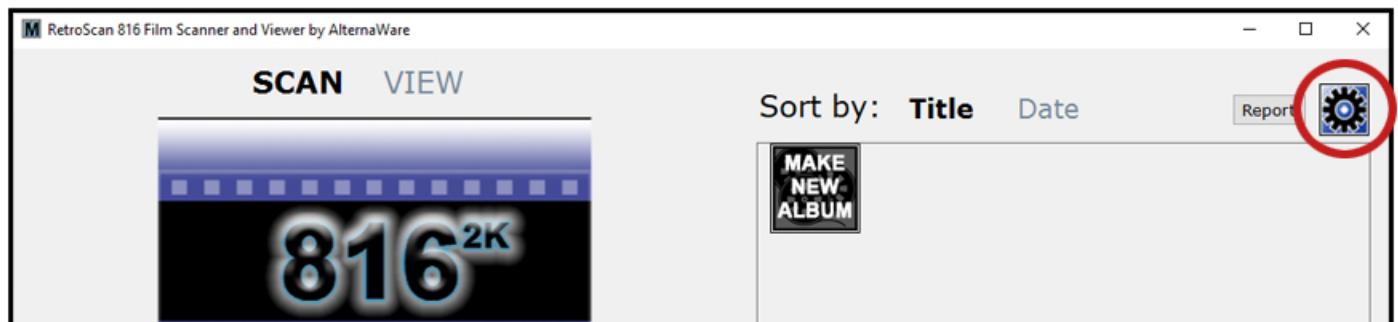 RetroScan 816 Film Scanner and Viewer by AlternaWare
SCAN VIEW
Sort by: Title Date Report
MAKE
NEW
ALBUM
816 2K